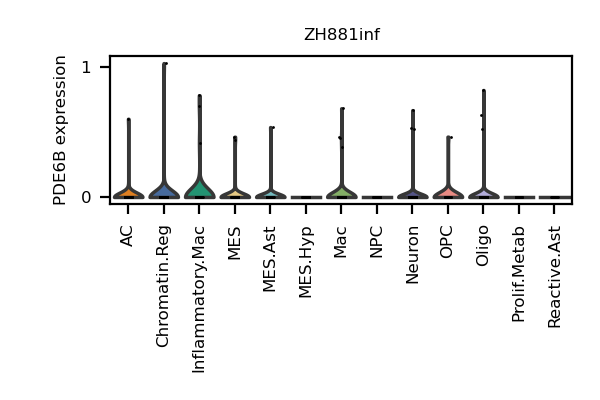 ZH881inf
PDE6B expression
1
0
AC
Chromatin.Reg
Inflammatory.Mac
MES
MES.Ast
MES.Hyp
Mac
NPC
Neuron
OPC
Oligo
Prolif.Metab
Reactive.Ast